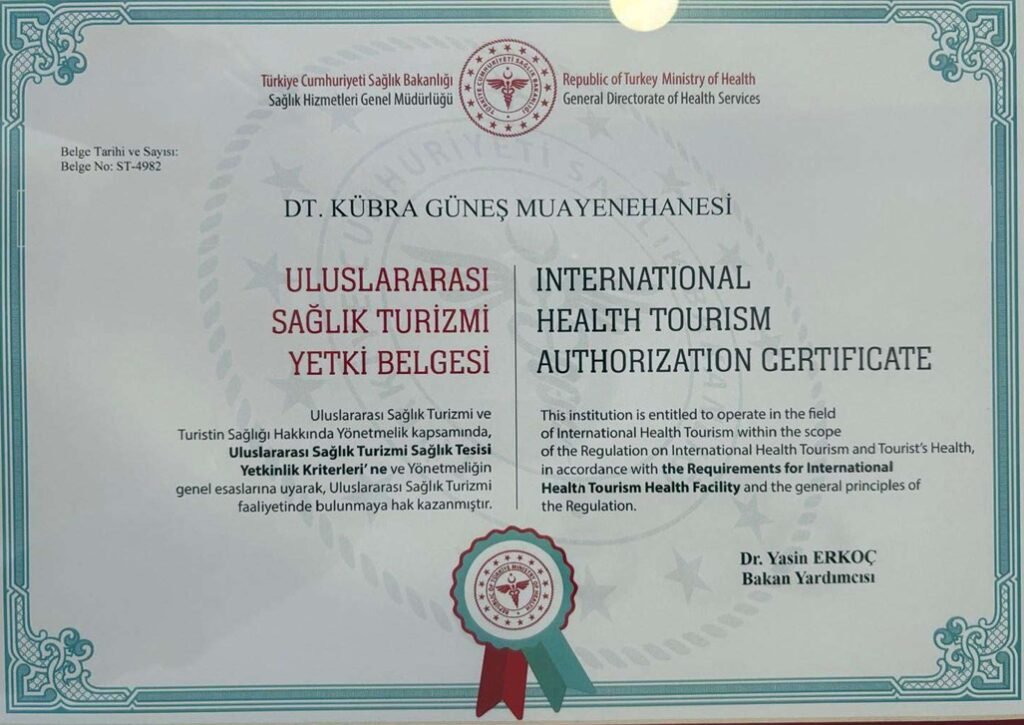 Türkiye Cumhuriyeti Sağlık Bakanlığı
Sağlık Hizmetleri Genel Müdürlüğü
Republic of Turkey Ministry of Health
General Directorate of Health Services
Belge Tarihi ve Sayısı:
Belge No: ST-4982
DT. KÜBRA GÜNEŞ MUAYENEHANESİ
ULUSLARARASI
SAĞLIK TURİZMİ
YETKİ BELGESİ
INTERNATIONAL
HEALTH TOURISM
AUTHORIZATION CERTIFICATE
Uluslararası Sağlık Turizmi ve
Turistin Sağlığı Hakkında Yönetmelik kapsamında,
Uluslararası Sağlık Turizmi Sağlık Tesisi
Yetkinlik Kriterleri' ne ve Yönetmeliğin
genel esaslarına uyarak, Uluslararası Sağlık Turizmi
faaliyetinde bulunmaya hak kazanmıştır.
This institution is entitled to operate in the field
of International Health Tourism within the scope
of the Regulation on International Health Tourism and Tourist's Health,
in accordance with the Requirements for International
Health Tourism Health Facility and the general principles of
the Regulation.
Dr. Yasin ERKOÇ
Bakan Yardımcısı